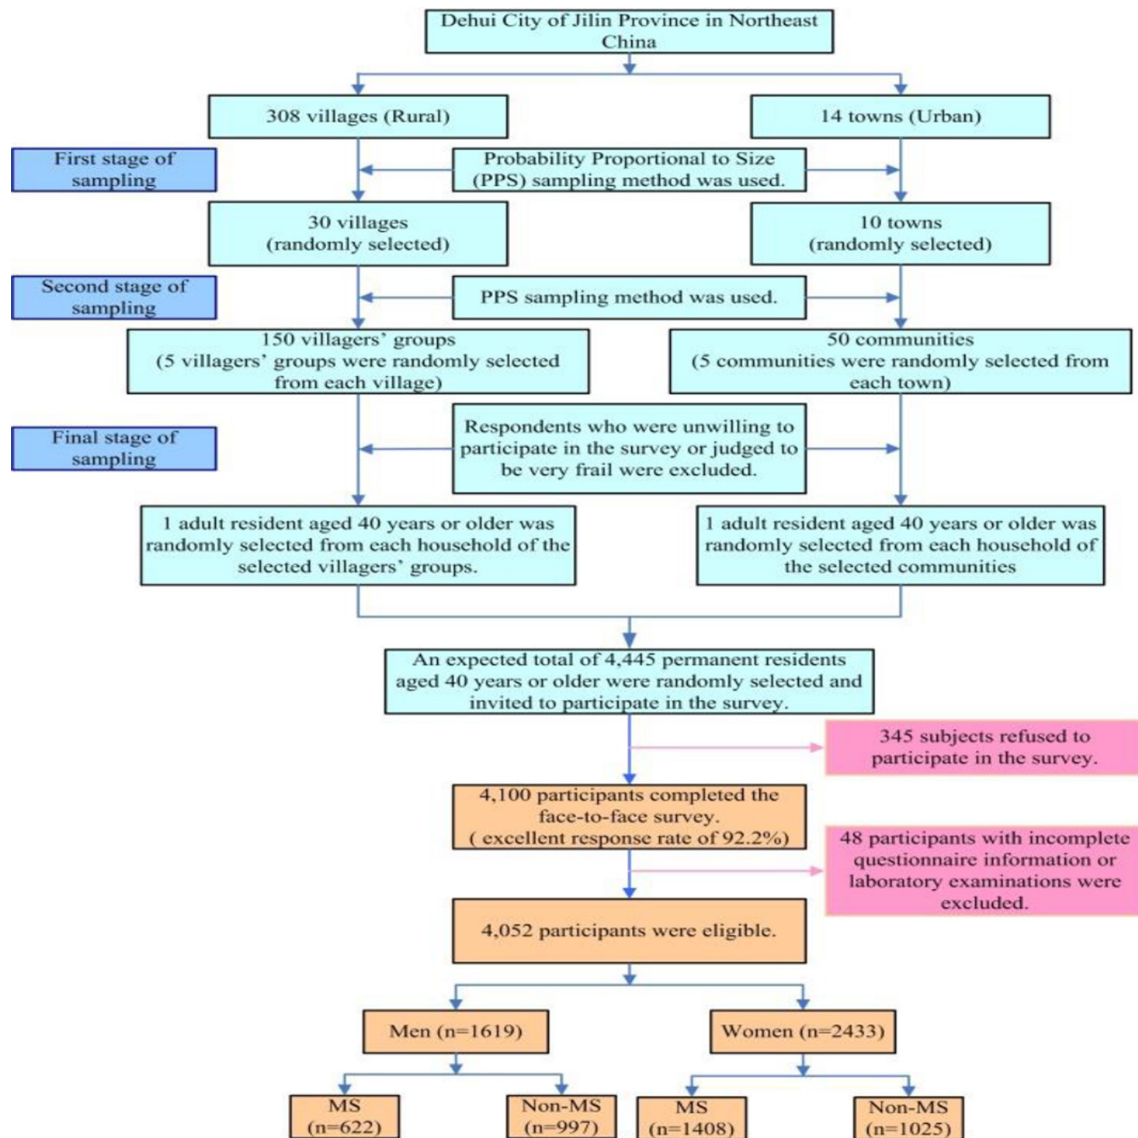 Dehui City of Jilin Province in Northeast
China
308 villages (Rural)
14 towns (Urban)
First stage of
sampling
Probability Proportional to Size
(PPS) sampling method was used.
30 villages
(randomly selected)
10 towns
(randomly selected)
Second stage of
sampling
PPS sampling method was used.
150 villagers’ groups
(5 villagers’ groups were randomly selected
from each village)
50 communities
(5 communities were randomly selected from
each town)
Final stage of
sampling
Respondents who were unwilling to
participate in the survey or judged to
be very frail were excluded.
1 adult resident aged 40 years or older was
randomly selected from each household of the
selected villagers’ groups.
1 adult resident aged 40 years or older was
randomly selected from each household of
the selected communities
An expected total of 4,445 permanent residents
aged 40 years or older were randomly selected and
invited to participate in the survey.
345 subjects refused to
participate in the survey.
4,100 participants completed the
face-to-face survey.
( excellent response rate of 92.2%)
48 participants with incomplete
questionnaire information or
laboratory examinations were
excluded.
4,052 participants were eligible.
Men (n=1619)
Women (n=2433)
MS
(n=622)
Non-MS
(n=997)
MS
(n=1408)
Non-MS
(n=1025)